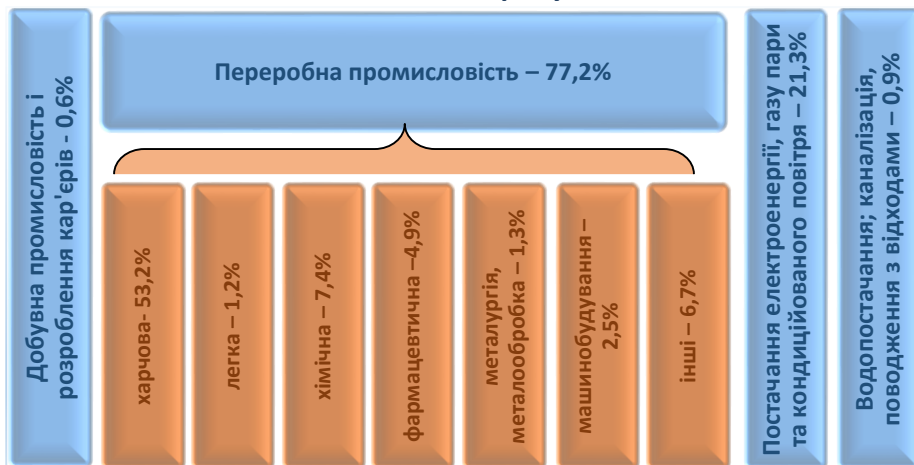 Добувна промисловість і
розроблення кар'єрів - 0,6%
Переробна промисловість – 77,2%
харчова- 53,2%
легка – 1,2%
хімічна – 7,4%
фармацевтична –4,9%
металургія,
металообробка – 1,3%
машинобудування –
2,5%
інші – 6,7%
Постачання електроенергії, газу пари
та кондиційованого повітря – 21,3%
Водопостачання; каналізація,
поводження з відходами – 0,9%